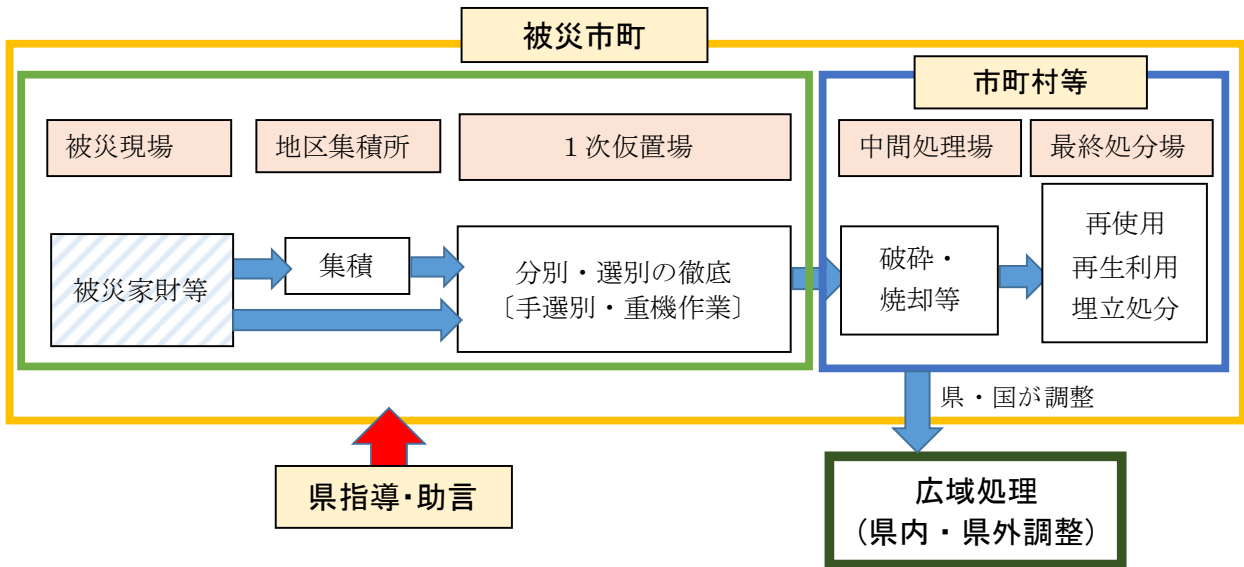 被災市町
市町村等
被災現場
地区集積所
１次仮置場
中間処理場
最終処分場
被災家財等
集積
分別・選別の徹底
〔手選別・重機作業〕
破砕・
焼却等
再使用
再生利用
埋立処分
県・国が調整
県指導・助言
広域処理
（県内・県外調整）